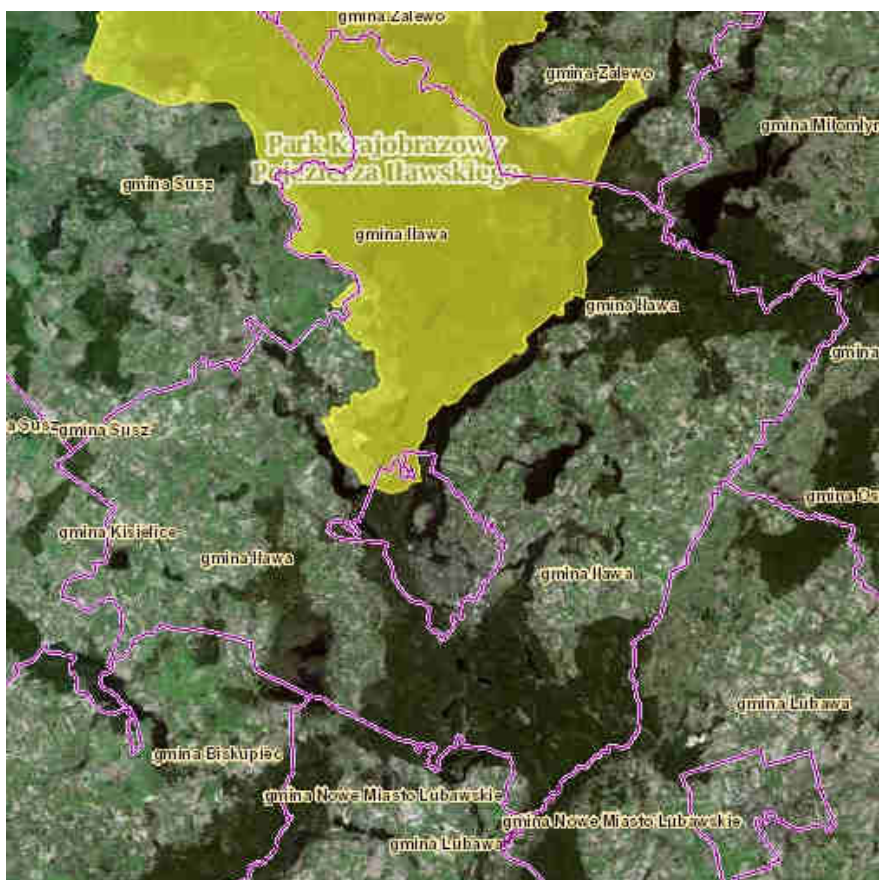 gmina Zalewo
gmina Zalewo
gmina Miłomłyn
Park Krajobrazowy
Pojezierza Iławskiego
gmina Susz
gmina Iława
gmina Iława
gmina
gmina Susz
gmina Kisielice
gmina Iława
gmina Iława
gmina Lubawa
gmina Biskupiec
gmina Nowe Miasto Lubawskie
gmina Nowe Miasto Lubawskie
gmina Lubawa